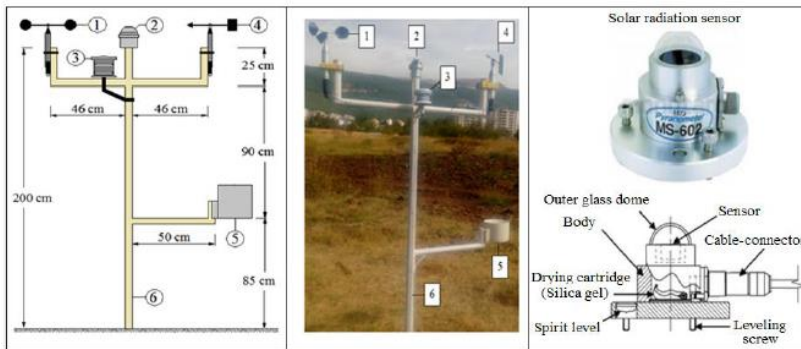 1
2
3
4
25 cm
46 cm
46 cm
90 cm
200 cm
50 cm
5
85 cm
6
1
2
3
4
5
6
Solar radiation sensor
Pyranometer
MS-602
Outer glass dome
Sensor
Body
Cable-connector
Drying cartridge
(Silica gel)
Spirit level
Leveling
screw